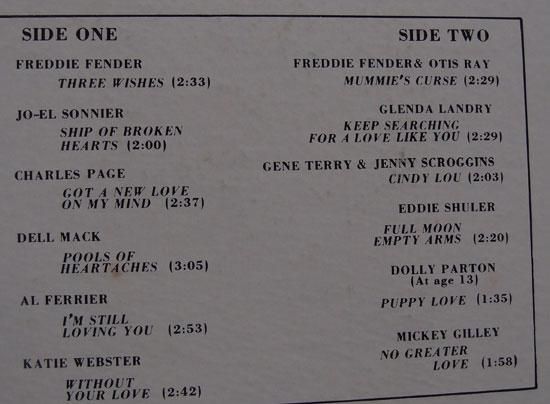 SIDE ONE
FREDDIE FENDER
THREE WISHES (2:33)
JO-EL SONNIER
SHIP OF BROKEN
HEARTS (2:00)
CHARLES PAGE
GOT A NEW LOVE
ON MY MIND (2:37)
DELL MACK
POOLS OF
HEARTACHES (3:05)
AL FERRIER
I'M STILL
LOVING YOU (2:53)
KATIE WEBSTER
WITHOUT
YOUR LOVE (2:42)
SIDE TWO
FREDDIE FENDER & OTIS RAY
MUMMIE'S CURSE (2:29)
GLENDA LANDRY
KEEP SEARCHING
FOR A LOVE LIKE YOU (2:29)
GENE TERRY & JENNY SCROGGINS
CINDY LOU (2:03)
EDDIE SHULER
FULL MOON
EMPTY ARMS (2:20)
DOLLY PARTON
(At age 13)
PUPPY LOVE (1:35)
MICKEY GILLEY
NO GREATER
LOVE (1:58)